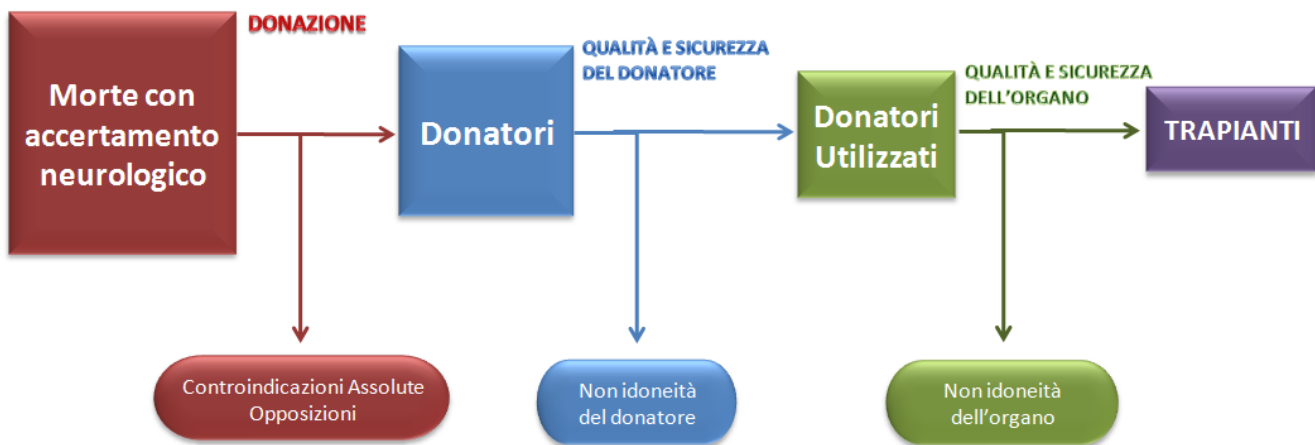 DONAZIONE
Morte con
accertamento
neurologico
QUALITÀ E SICUREZZA
DEL DONATORE
Donatori
QUALITÀ E SICUREZZA
DELL'ORGANO
Donatori
Utilizzati
TRAPIANTI
Controindicazioni Assolute
Opposizioni
Non idoneità
del donatore
Non idoneità
dell'organo